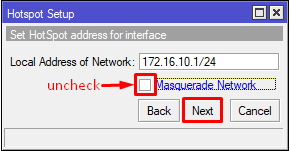 Hotspot Setup
Set HotSpot address for interface
Local Address of Network: 172.16.10.1/24
uncheck Masquerade Network
Back Next Cancel